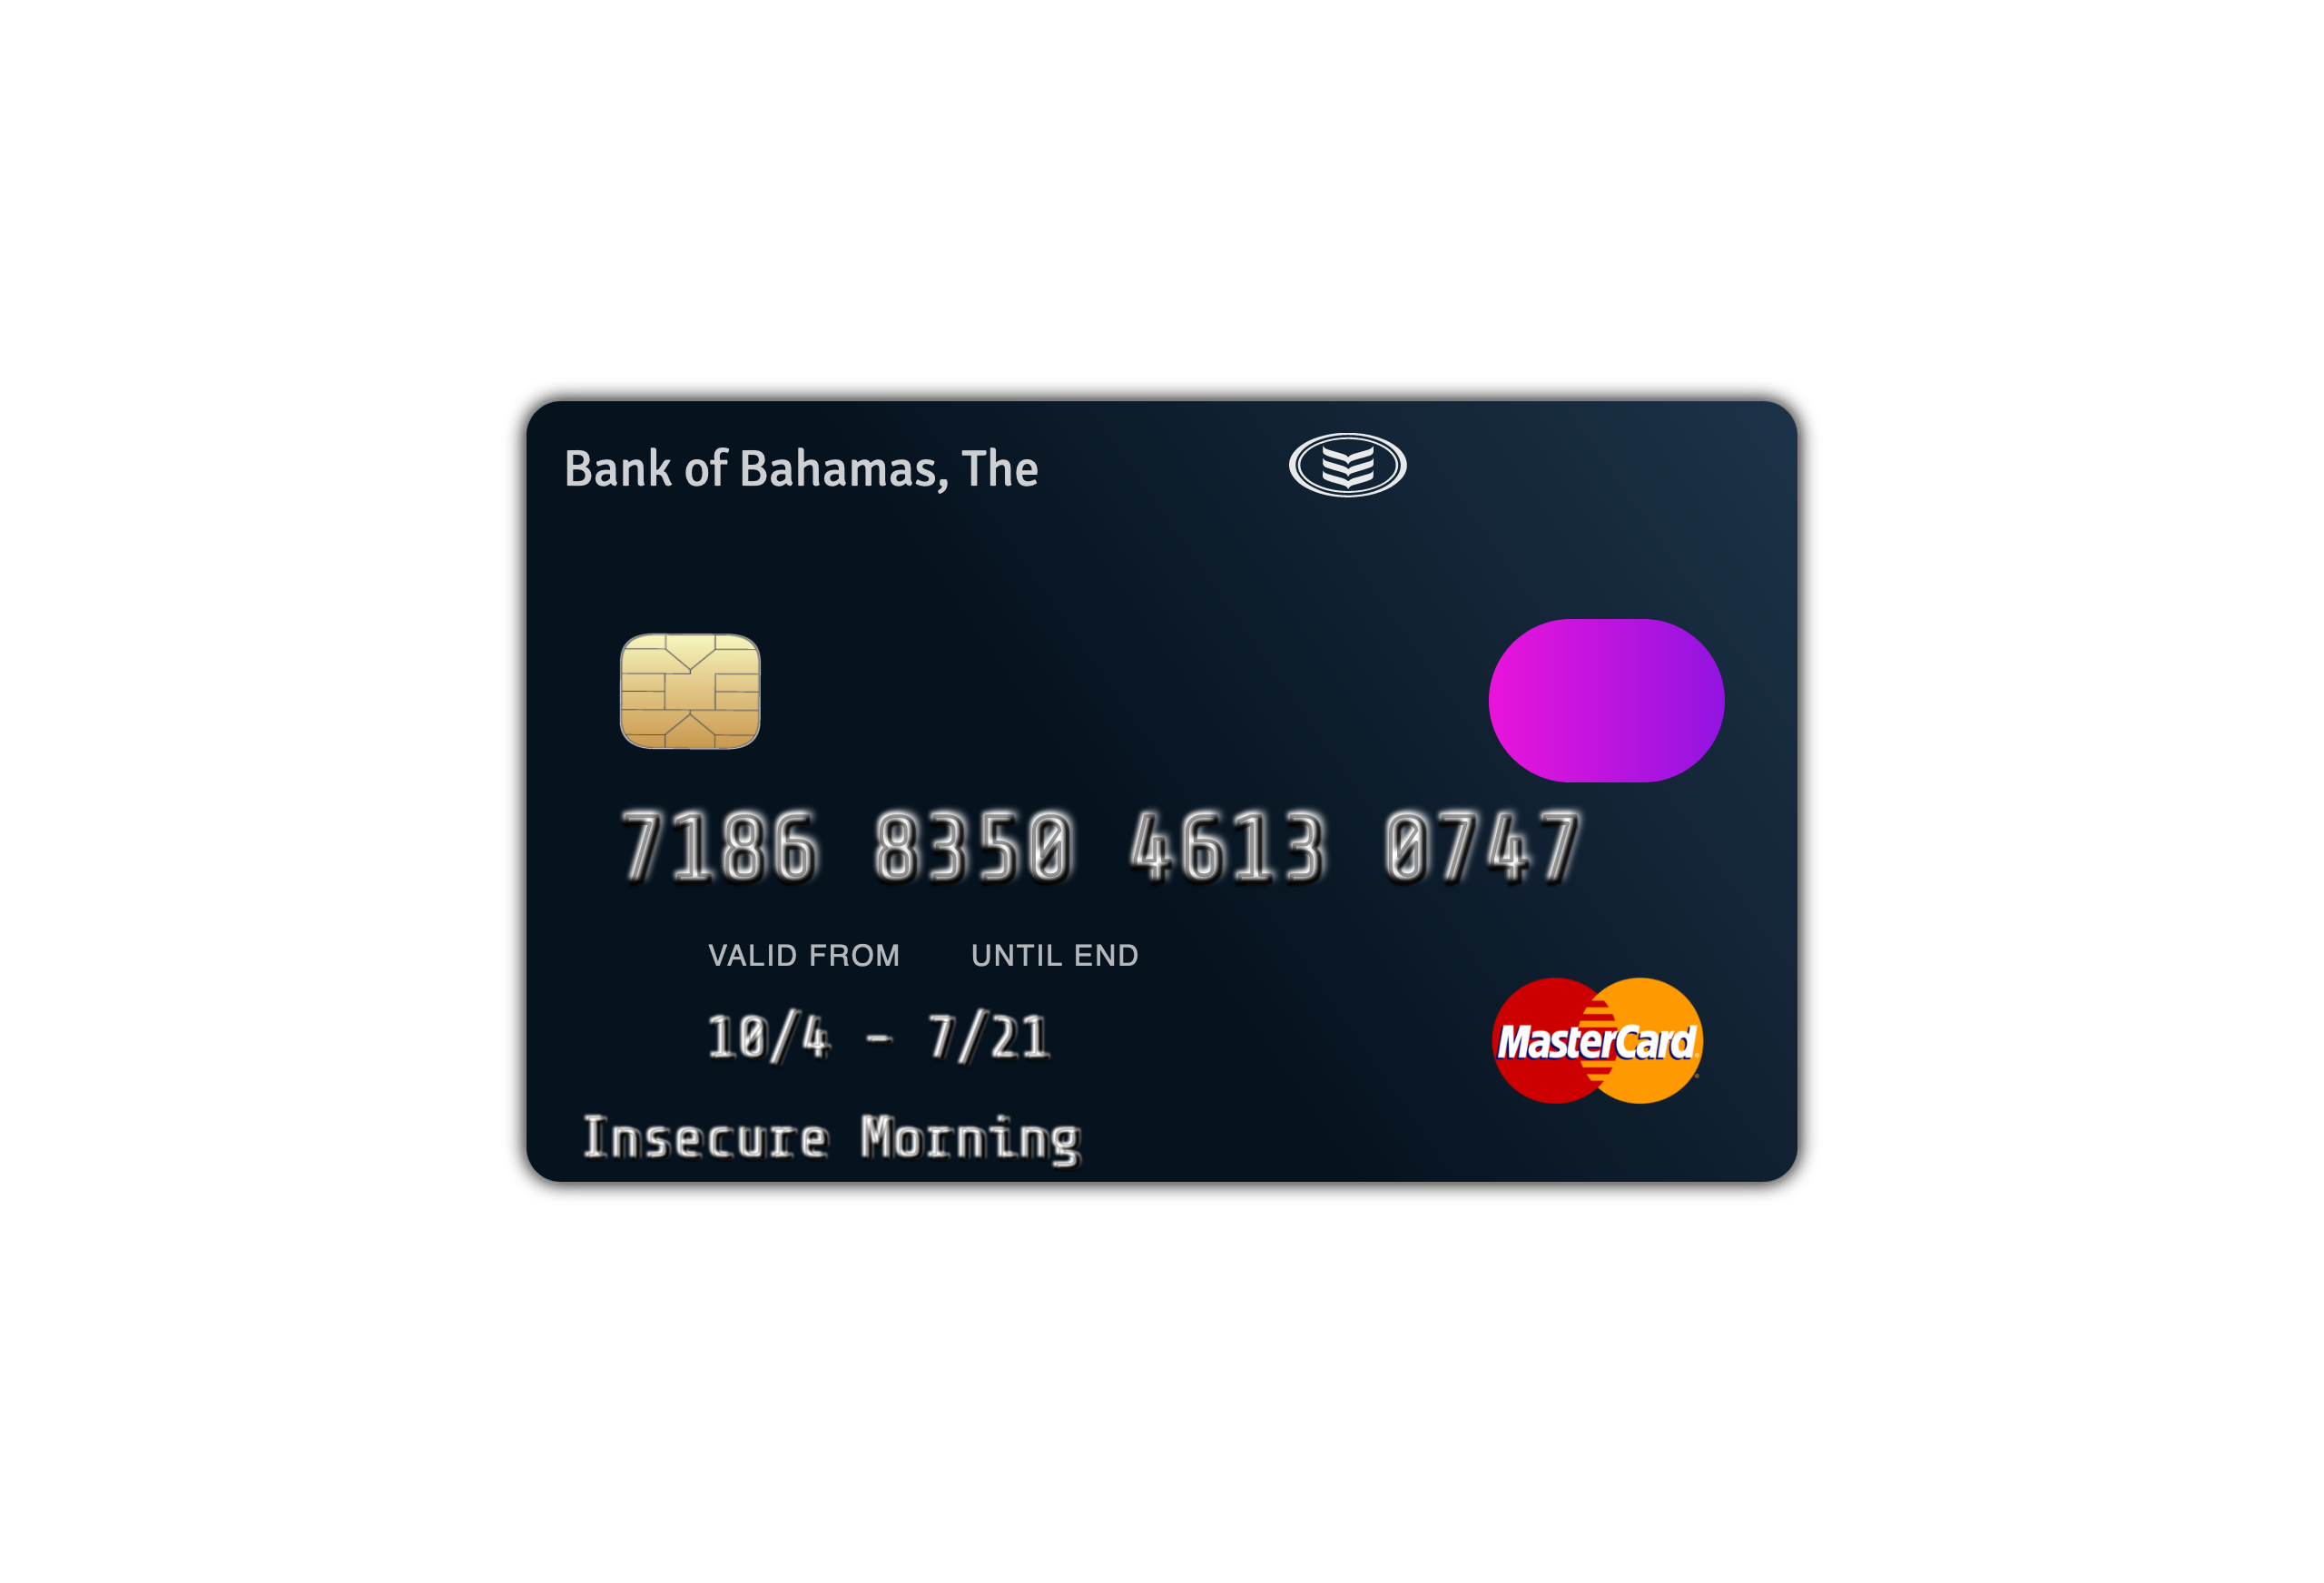 Bank of Bahamas, The
7186 8350 4613 0747
VALID FROM UNTIL END
10/4 - 7/21
MasterCard
Insecure Morning